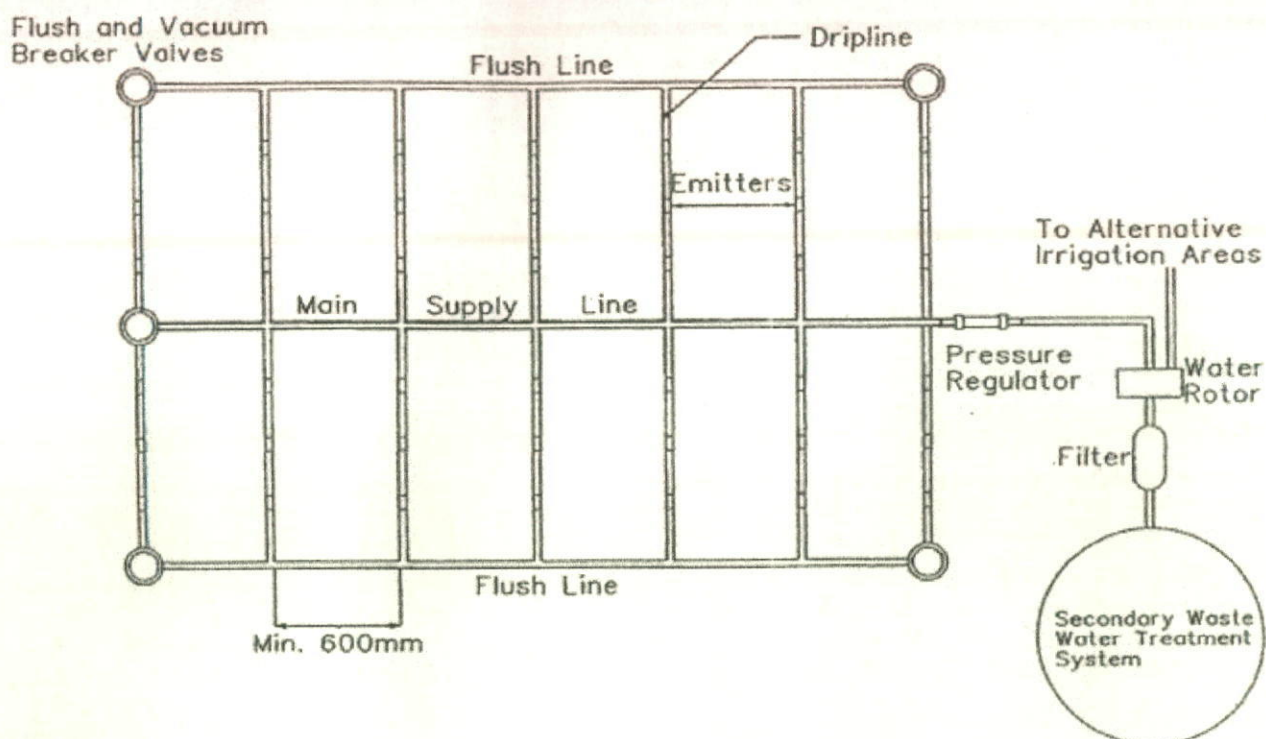 Flush and Vacuum
Breaker Valves
Flush Line
Dripline
Emitters
To Alternative
Irrigation Areas
Main Supply Line
Pressure
Regulator
Water
Rotor
Filter
Flush Line
Min. 600mm
Secondary Waste
Water Treatment
System